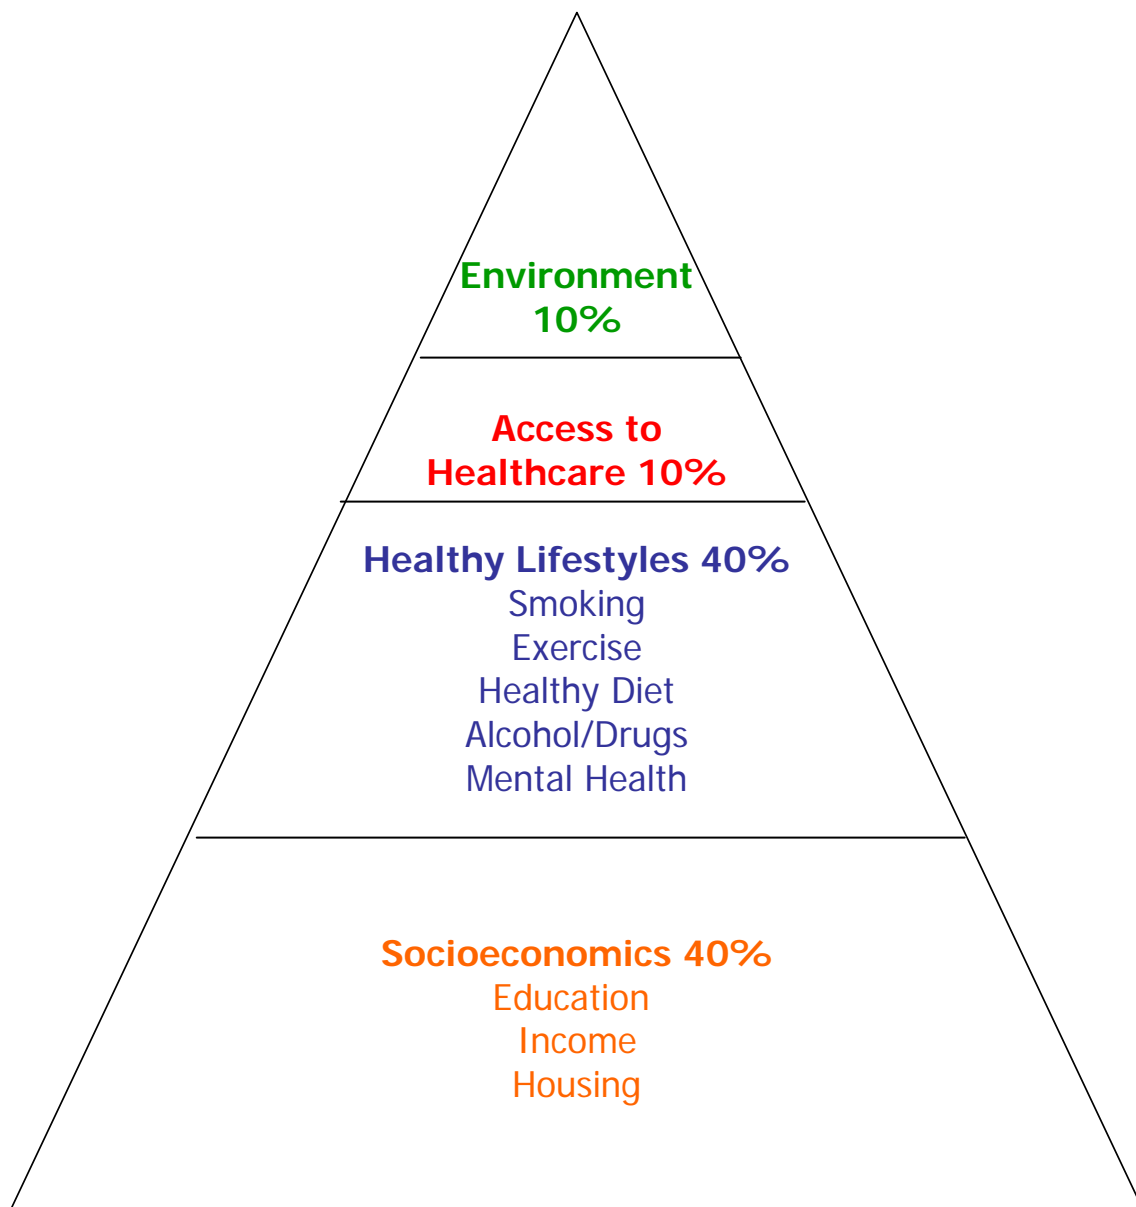 Environment
10%
Access to
Healthcare 10%
Healthy Lifestyles 40%
Smoking
Exercise
Healthy Diet
Alcohol/Drugs
Mental Health
Socioeconomics 40%
Education
Income
Housing